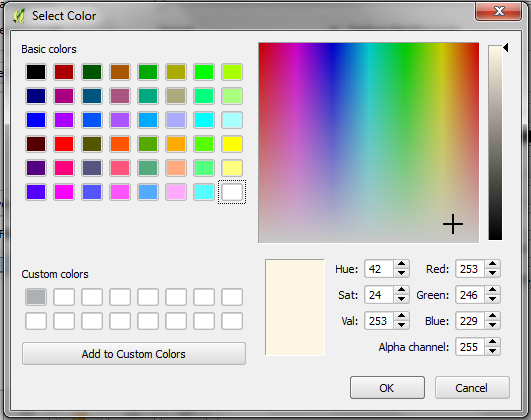 Select Color
Basic colors
Custom colors
Add to Custom Colors
Hue: 42 Red: 253
Sat: 24 Green: 246
Val: 253 Blue: 229
Alpha channel: 255
OK Cancel